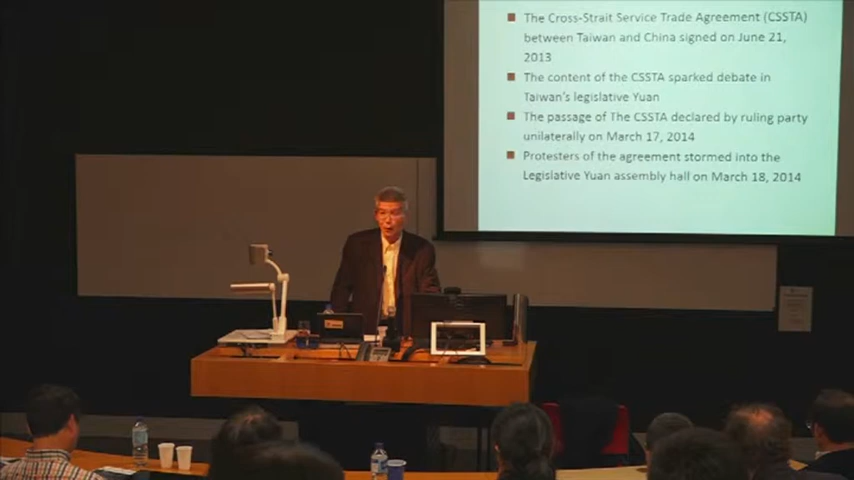 The Cross-Strait Service Trade Agreement (CSSTA)
between Taiwan and China signed on June 21,
2013
The content of the CSSTA sparked debate in
Taiwan's legislative Yuan
The passage of The CSSTA declared by ruling party
unilaterally on March 17, 2014
Protesters of the agreement stormed into the
Legislative Yuan assembly hall on March 18, 2014